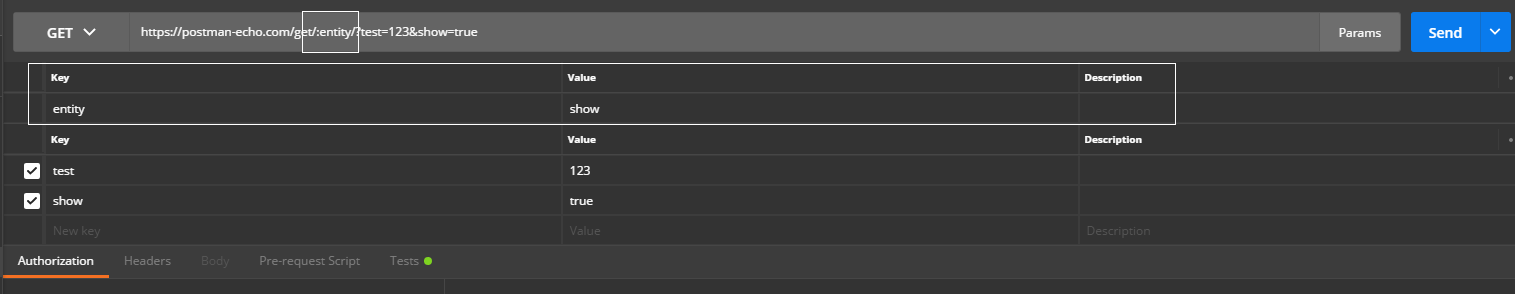 GET https://postman-echo.com/get/:entity/?test=123&show=true Params Send
Key Value Description
entity show
Key Value Description
test 123
show true
New key Value Description
Authorization Headers Body Pre-request Script Tests